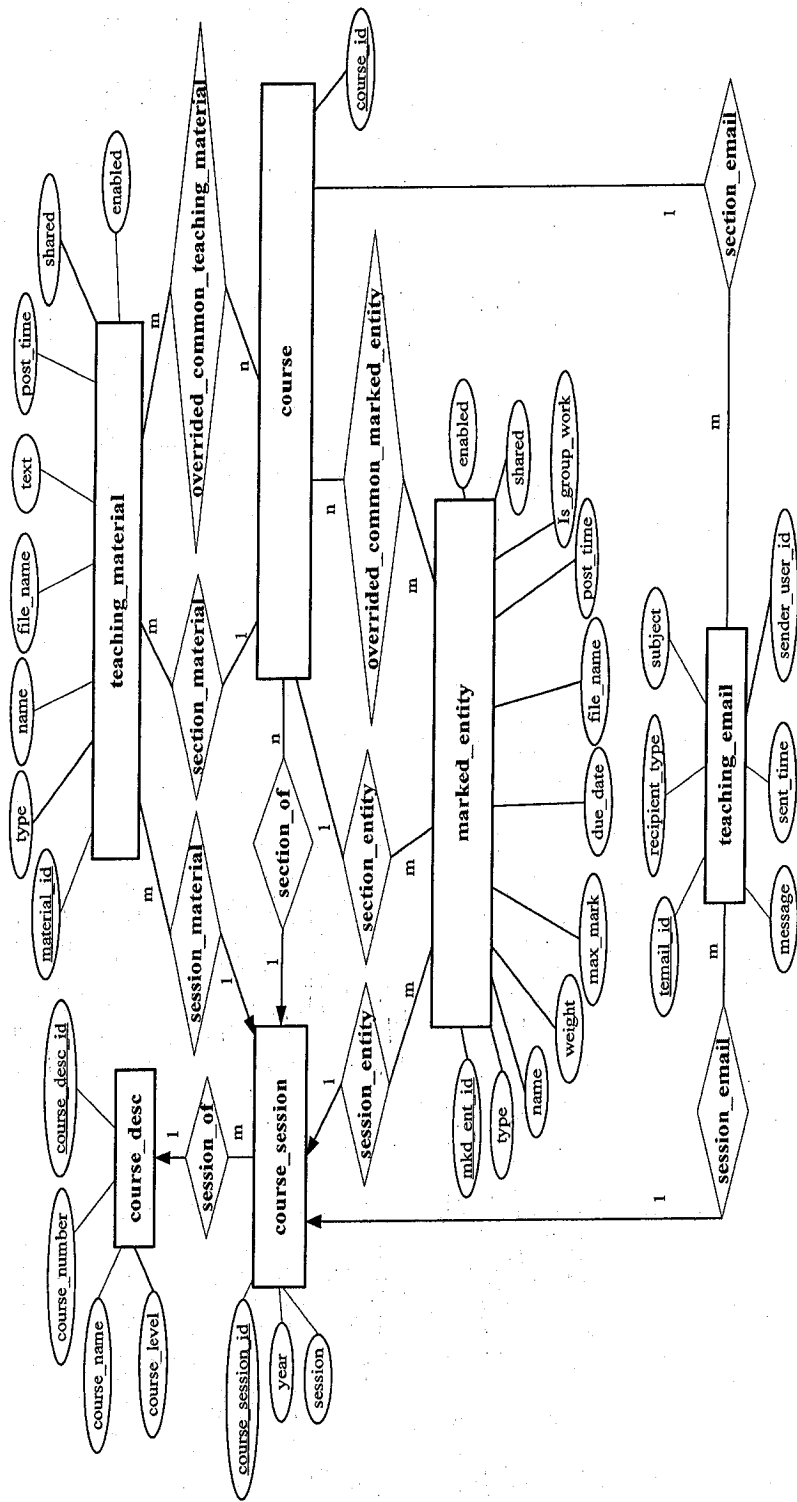 material_id
type
name
file_name
text
post_time
shared
enabled
teaching_material
course_desc_id
course_number
course_name
course_level
course_desc
m
m
m
session_material
section_material
overrided_common_teaching_material
1
session_of
m
1
1
n
course_session_id
year
session
course_session
1
section_of
n
course
course_id
1
session_entity
m
1
section_entity
m
n
overrided_common_marked_entity
m
mkd_ent_id
type
name
weight
max_mark
due_date
file_name
post_time
Is_group_work
shared
enabled
marked_entity
1
session_email
m
temail_id
recipient_type
subject
teaching_email
message
sent_time
sender_user_id
m
1
section_email